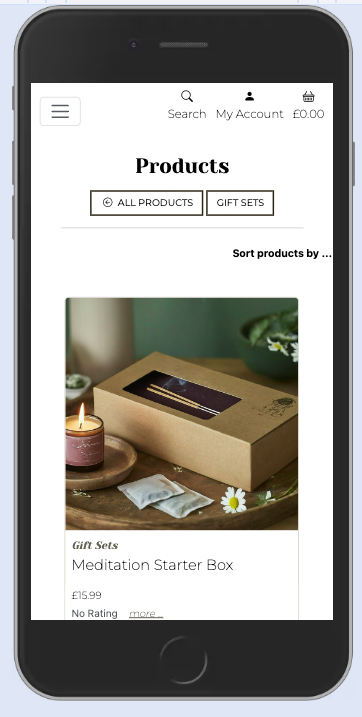 Search My Account £0.00
Products
ALL PRODUCTS GIFT SETS
Sort products by ...
Gift Sets
Meditation Starter Box
£15.99
No Rating more ...